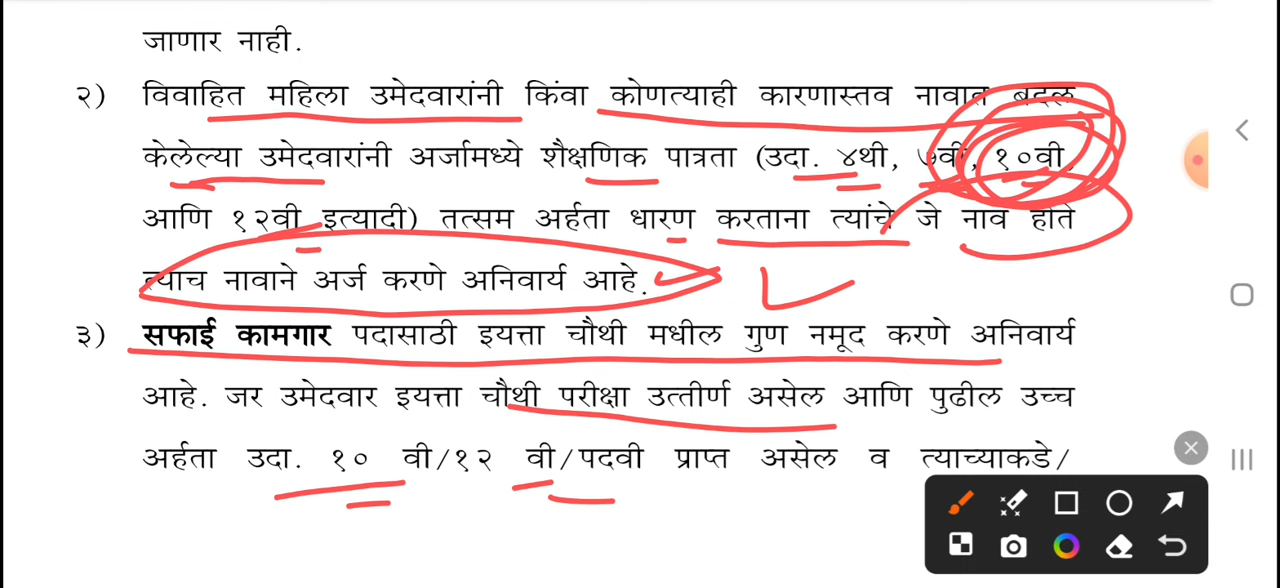 जाणार नाही.
२) विवाहित महिला उमेदवारांनी किंवा कोणत्याही कारणास्तव नावात बदल
केलेल्या उमेदवारांनी अर्जामध्ये शैक्षणिक पात्रता (उदा. ४थी, ७वी, १०वी,
आणि १२वी इत्यादी) तत्सम अर्हता धारण करताना त्यांचे जे नाव होते
त्याच नावाने अर्ज करणे अनिवार्य आहे.
३) सफाई कामगार पदासाठी इयत्ता चौथी मधील गुण नमूद करणे अनिवार्य
आहे. जर उमेदवार इयत्ता चौथी परीक्षा उत्तीर्ण असेल आणि पुढील उच्च
अर्हता उदा. १० वी/१२ वी/पदवी प्राप्त असेल व त्याच्याकडे/